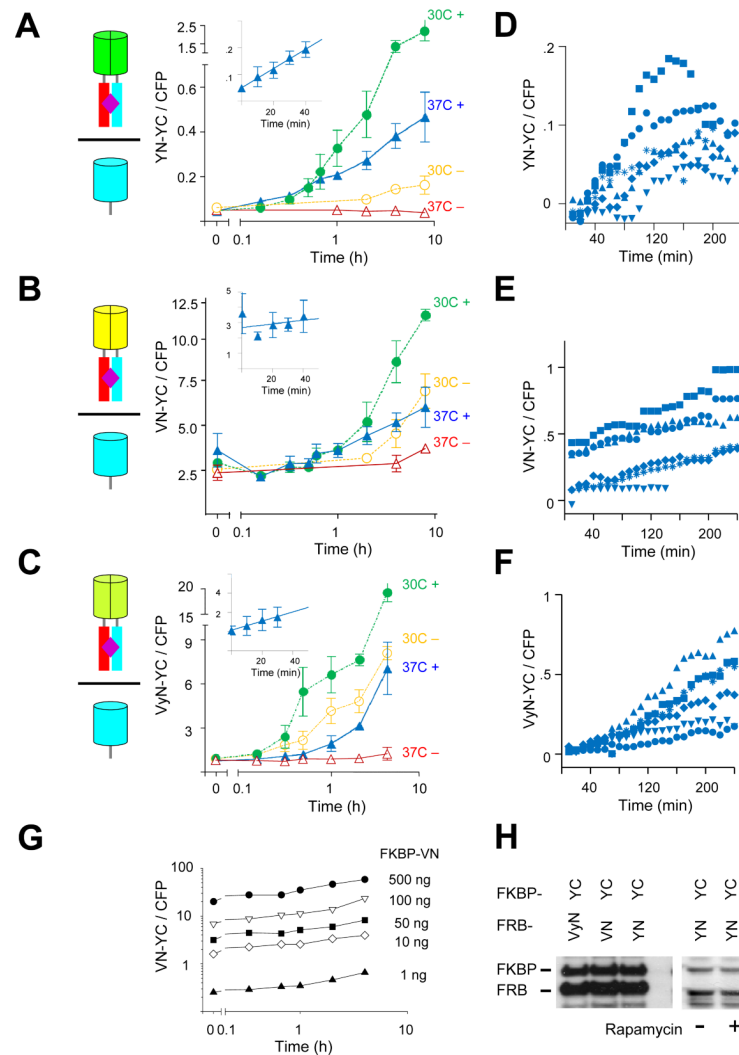 A
YN-YC / CFP
2.5
1.5
0.6
0.4
0.2
.2
.1
0
20
40
Time (min)
30C +
37C +
30C –
37C –
0
0.1
1
10
Time (h)
D
YN-YC / CFP
.2
.1
0
40
120
200
Time (min)
B
VN-YC / CFP
12.5
10.0
7.5
5.0
2.5
5
4
3
1
0
20
40
Time (min)
30C +
30C –
37C +
37C –
0
0.1
1
10
Time (h)
E
VN-YC / CFP
1
.5
0
40
120
200
Time (min)
C
VyN-YC / CFP
20
15
9
6
3
4
2
0
20
40
Time (min)
30C +
30C –
37C +
37C –
0
0.1
1
10
Time (h)
F
VyN-YC / CFP
1
.5
0
40
120
200
Time (min)
G
VN-YC / CFP
100
10
1
FKBP-VN
500 ng
100 ng
50 ng
10 ng
1 ng
0
0.1
1
10
Time (h)
H
FKBP- YC YC YC YC YC
FRB- VyN VN YN YN YN
FKBP
FRB
Rapamycin – +